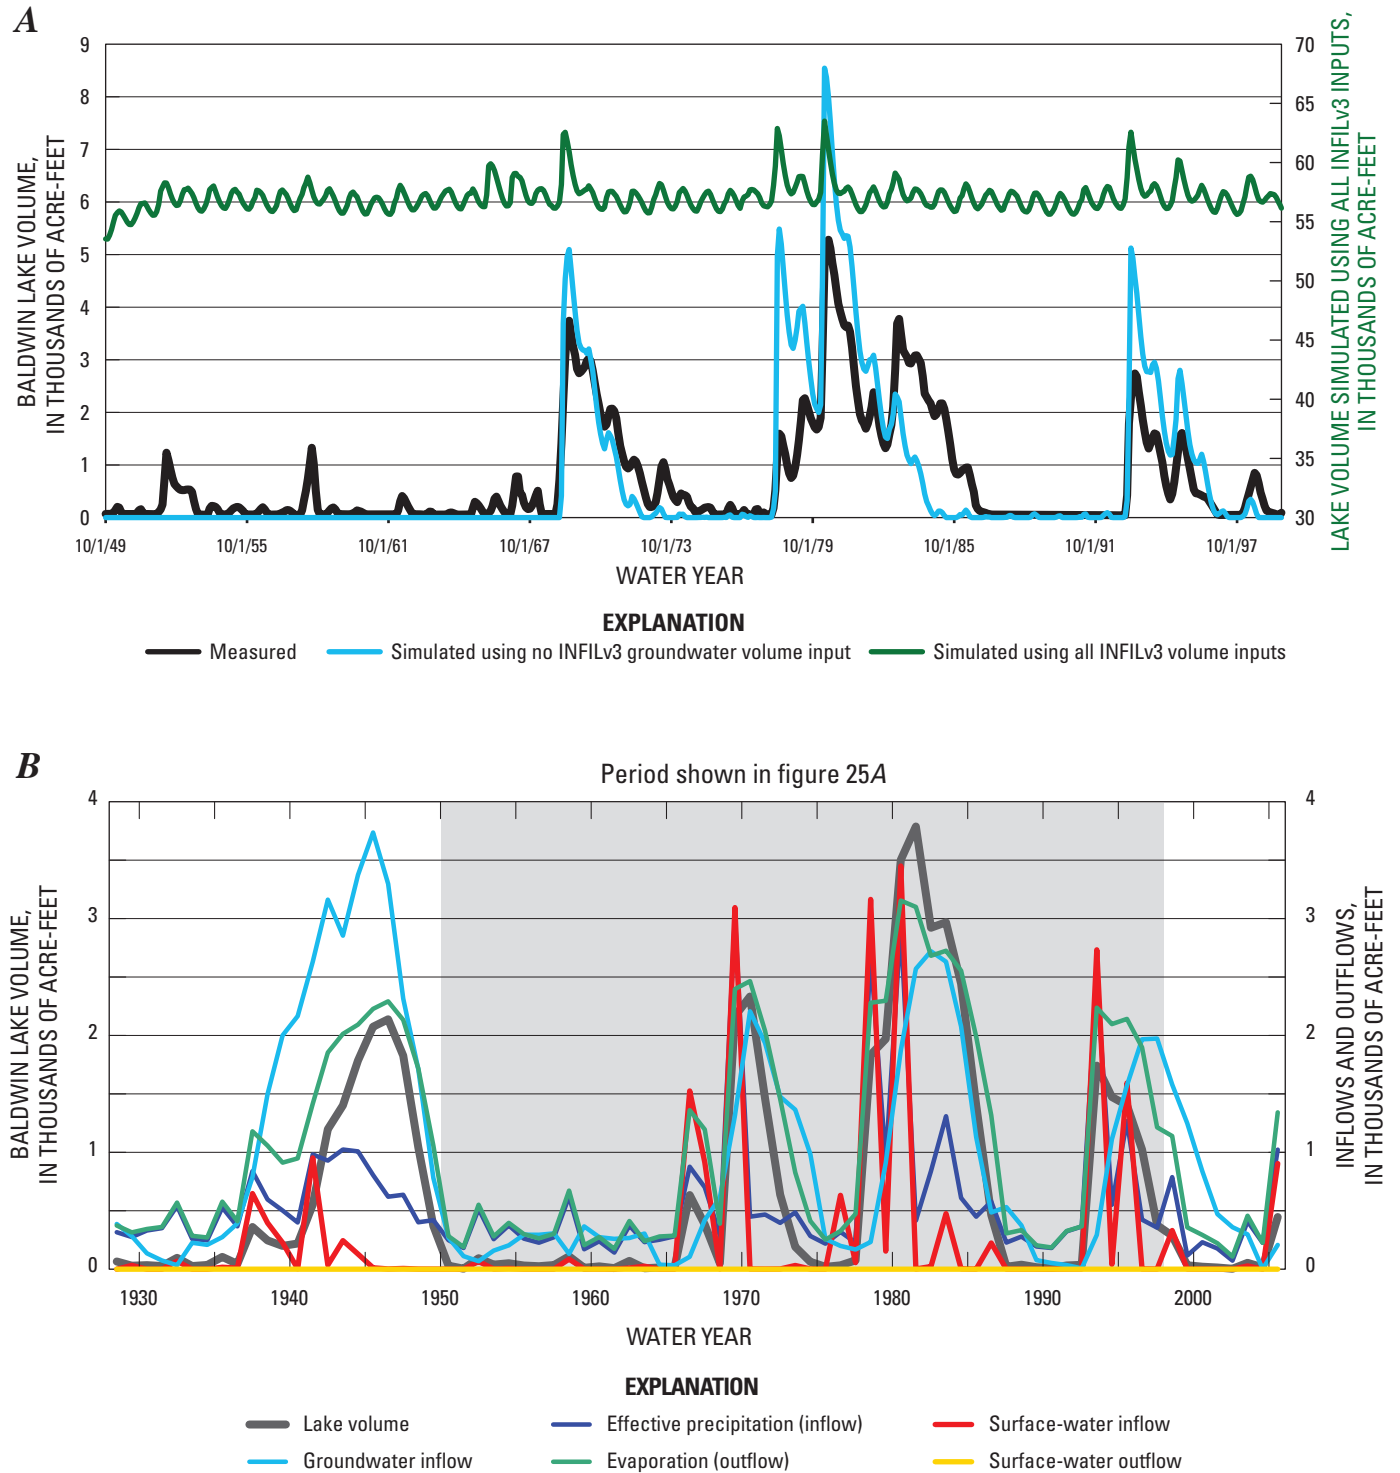 A
BALDWIN LAKE VOLUME,
IN THOUSANDS OF ACRE-FEET
9
8
7
6
5
4
3
2
1
0
70
65
60
55
50
45
40
35
30
LAKE VOLUME SIMULATED USING ALL INFILv3 INPUTS,
IN THOUSANDS OF ACRE-FEET
10/1/49 10/1/55 10/1/61 10/1/67 10/1/73 10/1/79 10/1/85 10/1/91 10/1/97
WATER YEAR
EXPLANATION
Measured Simulated using no INFILv3 groundwater volume input Simulated using all INFILv3 volume inputs
B
Period shown in figure 25A
BALDWIN LAKE VOLUME,
IN THOUSANDS OF ACRE-FEET
4
3
2
1
0
4
3
2
1
0
INFLOWS AND OUTFLOWS,
IN THOUSANDS OF ACRE-FEET
1930 1940 1950 1960 1970 1980 1990 2000
WATER YEAR
EXPLANATION
Lake volume Effective precipitation (inflow) Surface-water inflow
Groundwater inflow Evaporation (outflow) Surface-water outflow